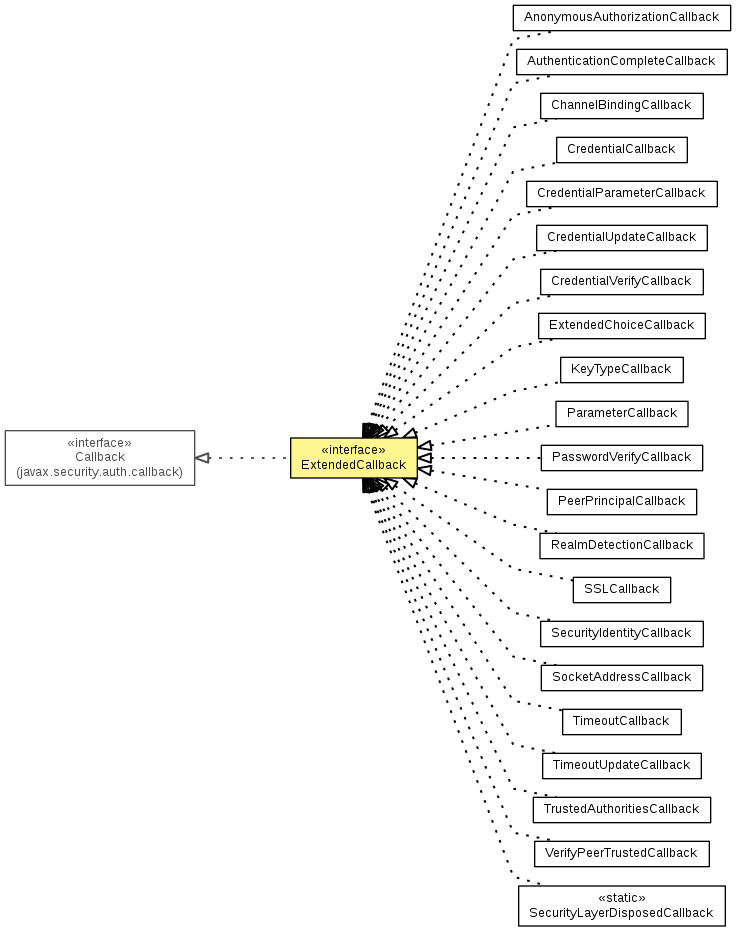 AnonymousAuthorizationCallback
AuthenticationCompleteCallback
ChannelBindingCallback
CredentialCallback
CredentialParameterCallback
CredentialUpdateCallback
CredentialVerifyCallback
ExtendedChoiceCallback
KeyTypeCallback
ParameterCallback
«interface»
Callback
(javax.security.auth.callback)
«interface»
ExtendedCallback
PasswordVerifyCallback
PeerPrincipalCallback
RealmDetectionCallback
SSLCallback
SecurityIdentityCallback
SocketAddressCallback
TimeoutCallback
TimeoutUpdateCallback
TrustedAuthoritiesCallback
VerifyPeerTrustedCallback
«static»
SecurityLayerDisposedCallback